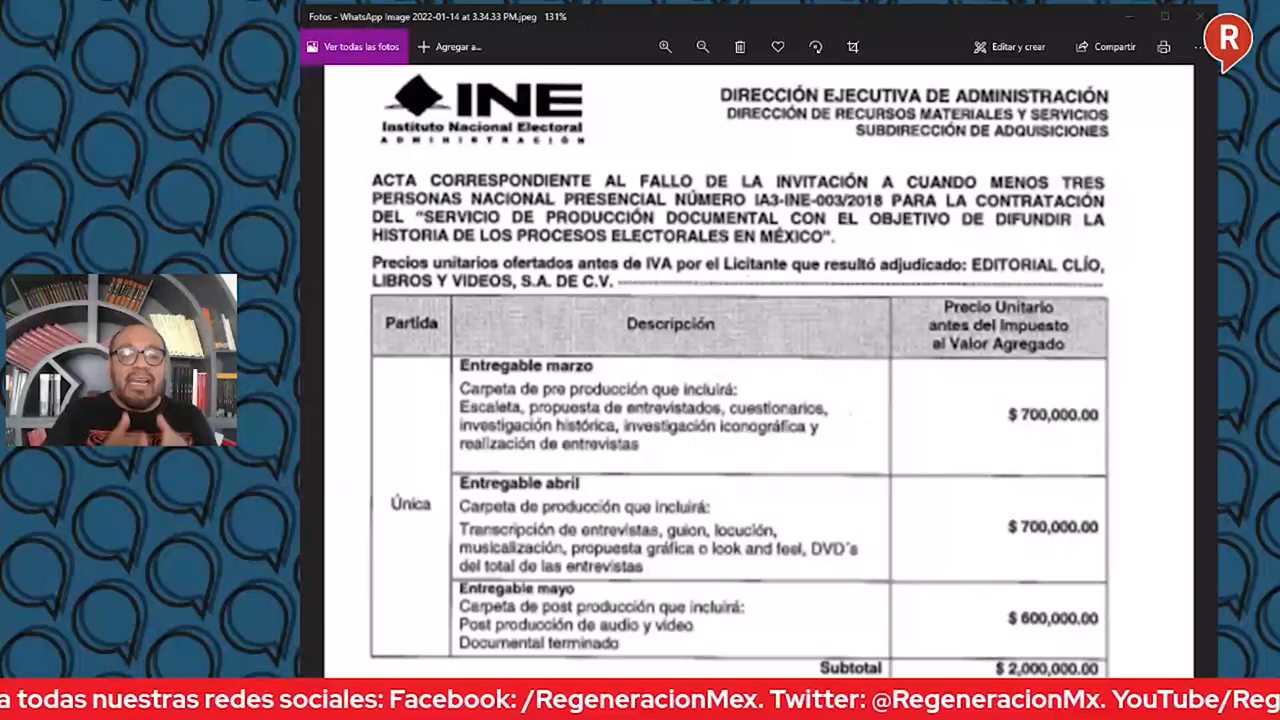 Fotos - WhatsApp Image 2022-01-14 at 3.34.33 PM.jpeg 131%
Ver todas las fotos
Agregar a...
Editar y crear
Compartir
R
INE
Instituto Nacional Electoral
ADMINISTRACIÓN
DIRECCIÓN EJECUTIVA DE ADMINISTRACIÓN
DIRECCIÓN DE RECURSOS MATERIALES Y SERVICIOS
SUBDIRECCIÓN DE ADQUISICIONES
ACTA CORRESPONDIENTE AL FALLO DE LA INVITACIÓN A CUANDO MENOS TRES
PERSONAS NACIONAL PRESENCIAL NÚMERO IA3-INE-003/2018 PARA LA CONTRATACIÓN
DEL "SERVICIO DE PRODUCCIÓN DOCUMENTAL CON EL OBJETIVO DE DIFUNDIR LA
HISTORIA DE LOS PROCESOS ELECTORALES EN MÉXICO".
Precios unitarios ofertados antes de IVA por el Licitante que resultó adjudicado: EDITORIAL CLÍO,
LIBROS Y VIDEOS, S.A. DE C.V.
Partida
Descripción
Precio Unitario
antes del Impuesto
al Valor Agregado
Única
Entregable marzo
Carpeta de pre producción que incluirá:
Escaleta, propuesta de entrevistados, cuestionarios,
investigación histórica, investigación iconográfica y
realización de entrevistas
$ 700,000.00
Entregable abril
Carpeta de producción que incluirá:
Transcripción de entrevistas, guion, locución,
musicalización, propuesta gráfica o look and feel, DVD´s
del total de las entrevistas
$ 700,000.00
Entregable mayo
Carpeta de post producción que incluirá:
Post producción de audio y video
Documental terminado
$ 600,000.00
Subtotal
$ 2,000,000.00
a todas nuestras redes sociales: Facebook: /RegeneracionMex. Twitter: @RegeneracionMx. YouTube/Reg